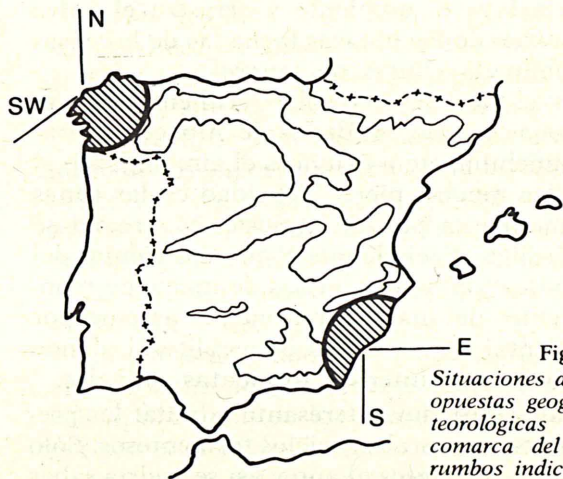 N
SW
E
S
Fig
Situaciones
opuestas geog
teorológicas
comarca del
rumbos indic